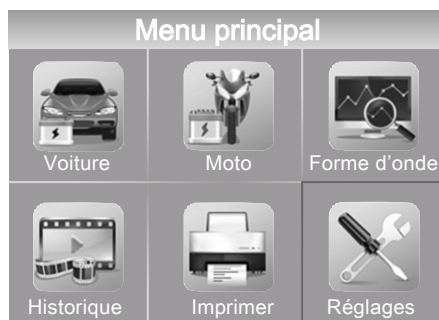 Menu principal
Voiture Moto Forme d'onde
Historique Imprimer Réglages